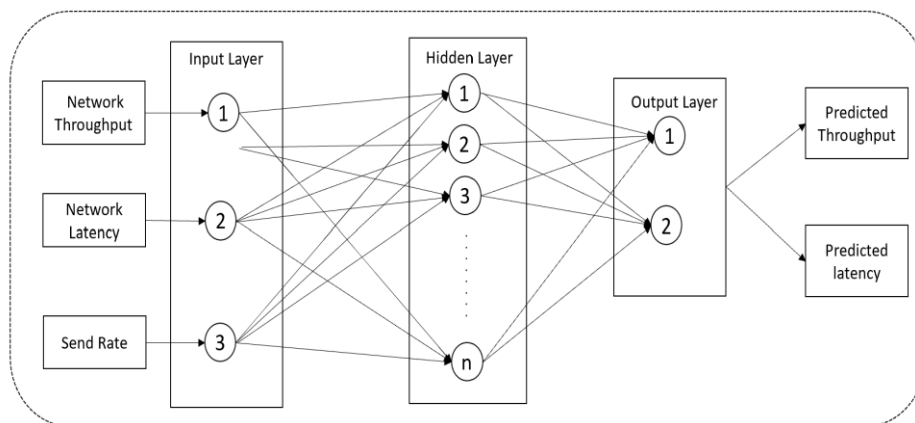 Input Layer
Hidden Layer
Output Layer
Network
Throughput
Network
Latency
Send Rate
1
2
3
1
2
3
n
1
2
Predicted
Throughput
Predicted
latency